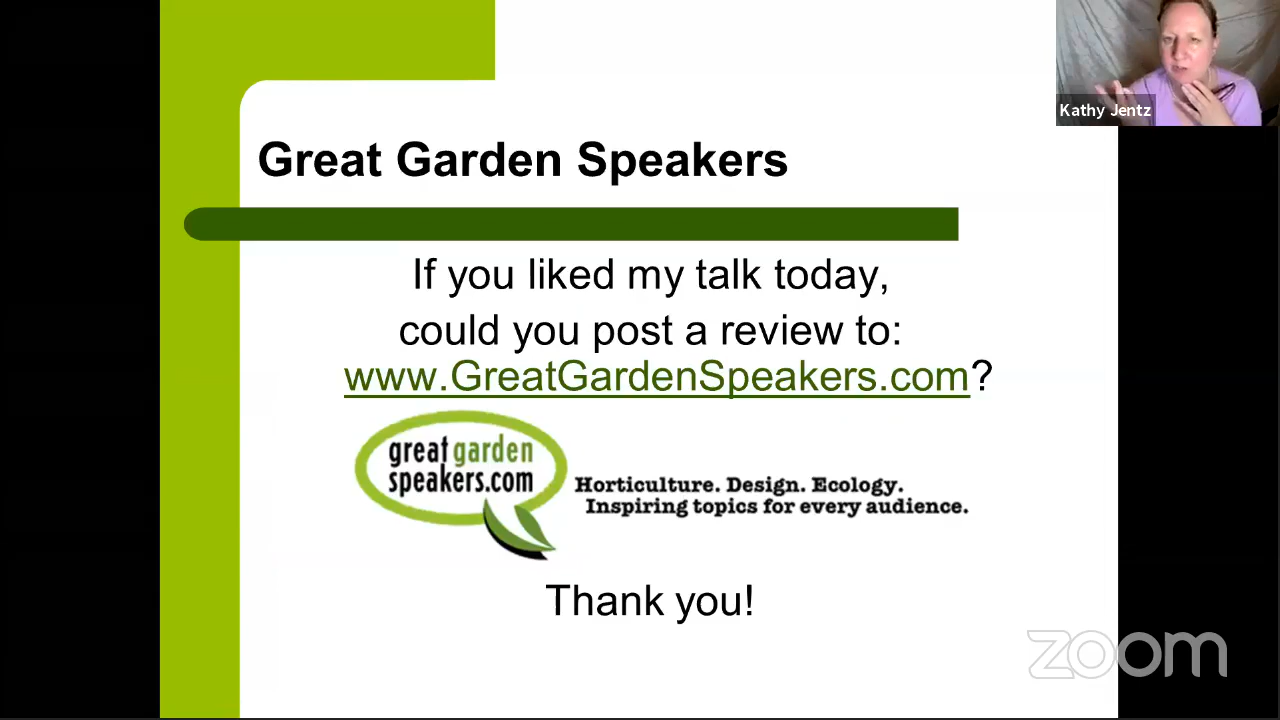 Kathy Jentz
Great Garden Speakers
If you liked my talk today,
could you post a review to:
www.GreatGardenSpeakers.com?
great garden
speakers.com
Horticulture. Design. Ecology.
Inspiring topics for every audience.
Thank you!
zoom